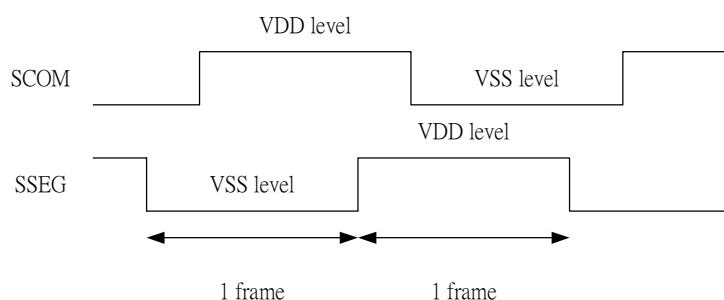 VDD level
SCOM
VSS level
VDD level
SSEG
VSS level
1 frame
1 frame